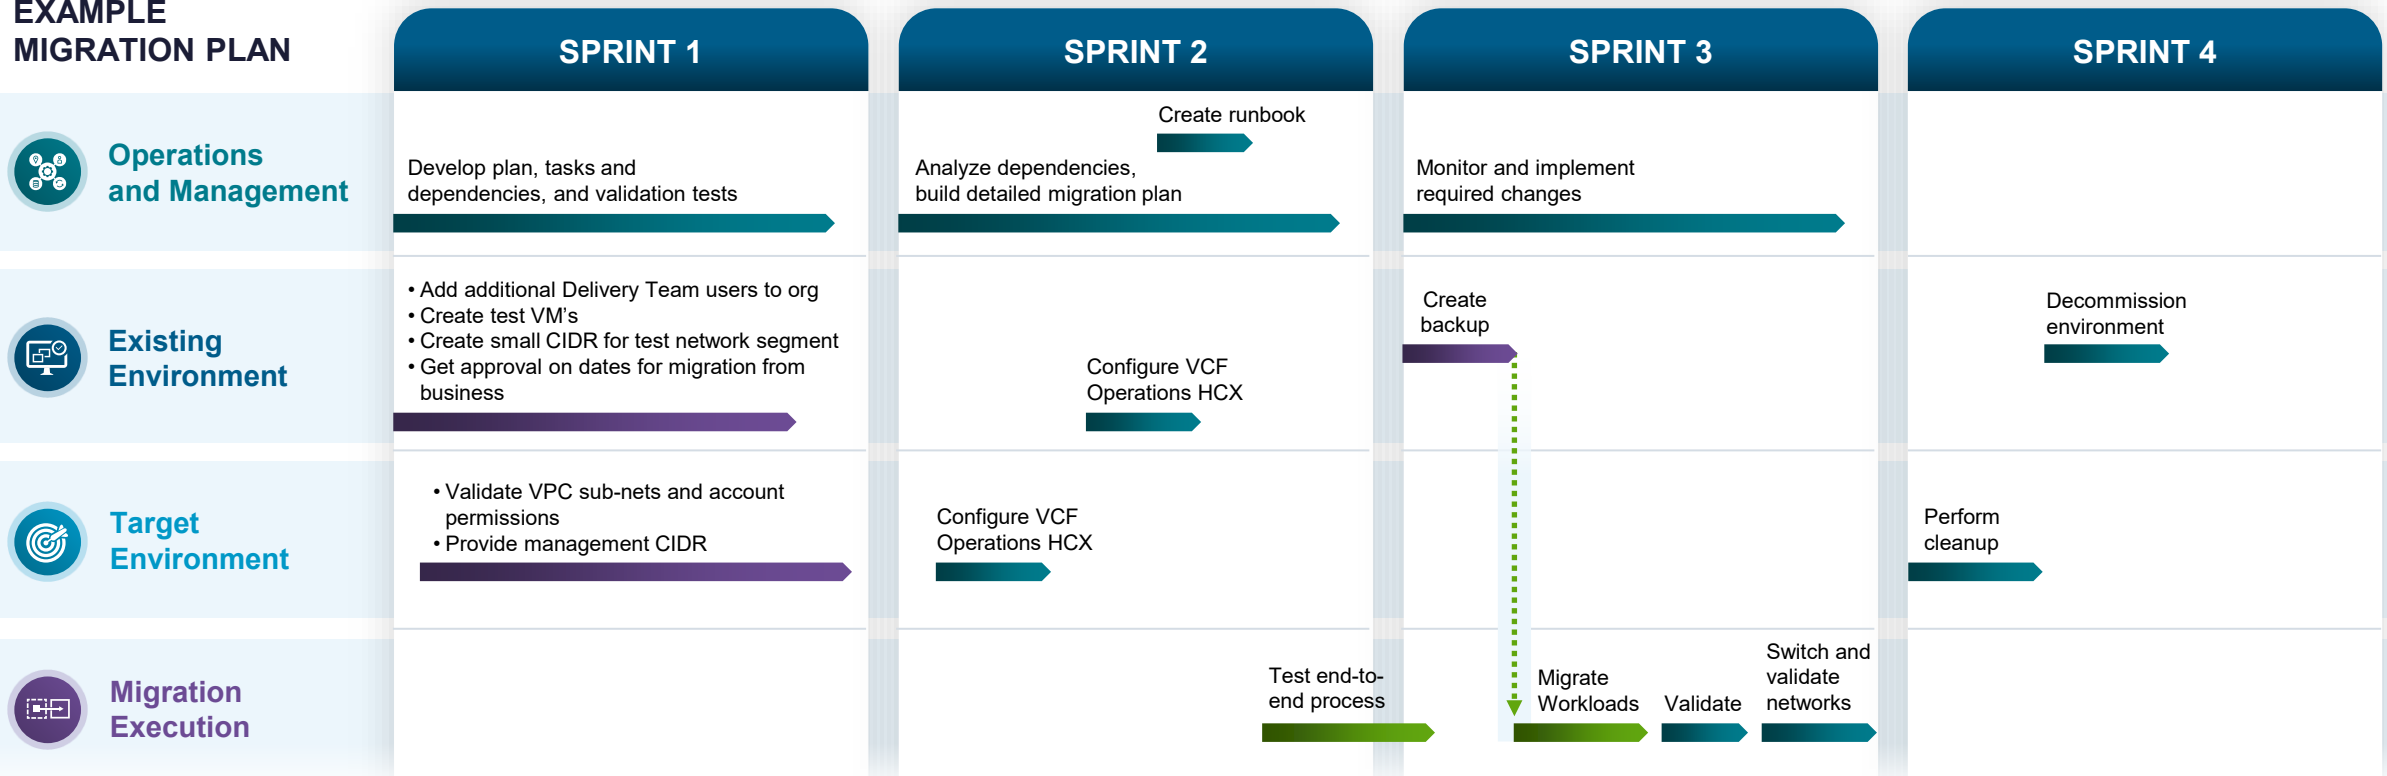 EXAMPLE
MIGRATION PLAN
SPRINT 1
SPRINT 2
SPRINT 3
SPRINT 4
Operations
and Management
Develop plan, tasks and
dependencies, and validation tests
Create runbook
Analyze dependencies,
build detailed migration plan
Monitor and implement
required changes
Existing
Environment
• Add additional Delivery Team users to org
• Create test VM’s
• Create small CIDR for test network segment
• Get approval on dates for migration from
business
Configure VCF
Operations HCX
Create
backup
Decommission
environment
Target
Environment
• Validate VPC sub-nets and account
permissions
• Provide management CIDR
Configure VCF
Operations HCX
Perform
cleanup
Migration
Execution
Test end-to-
end process
Migrate
Workloads
Validate
Switch and
validate
networks